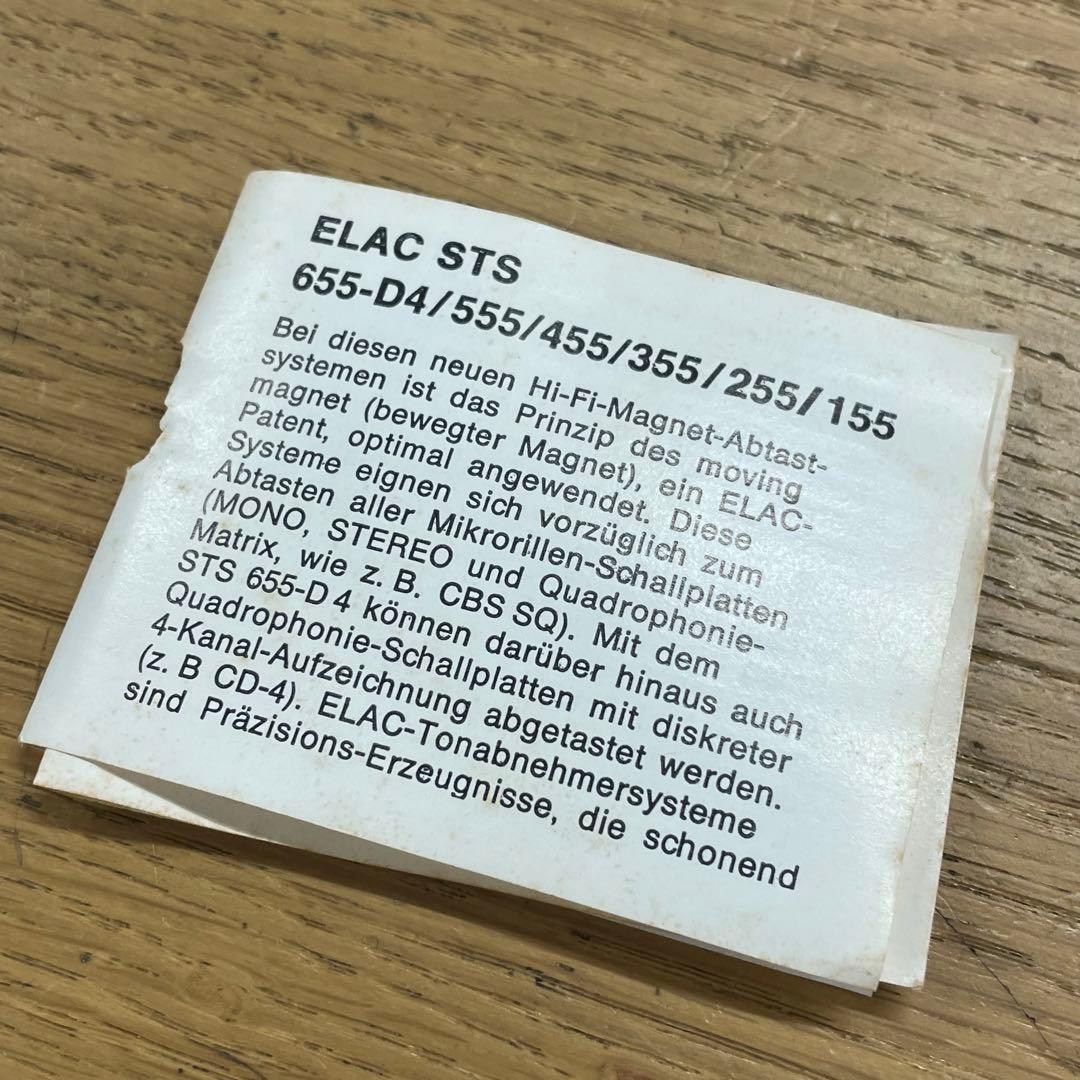 ELAC STS
655-D4/555/455/355/255/155
Bei diesen neuen Hi-Fi-Magnet-Abtast-
systemen ist das Prinzip des moving
magnet (bewegter Magnet), ein ELAC-
Patent, optimal angewendet. Diese
Systeme eignen sich vorzüglich zum
Abtasten aller Mikrorillen-Schallplatten
(MONO, STEREO und Quadrophonie-
Matrix, wie z. B. CBS SQ). Mit dem
STS 655-D 4 können darüber hinaus auch
Quadrophonie-Schallplatten mit diskreter
4-Kanal-Aufzeichnung abgetastet werden.
(z. B CD-4). ELAC-Tonabnehmersysteme
sind Präzisions-Erzeugnisse, die schonend